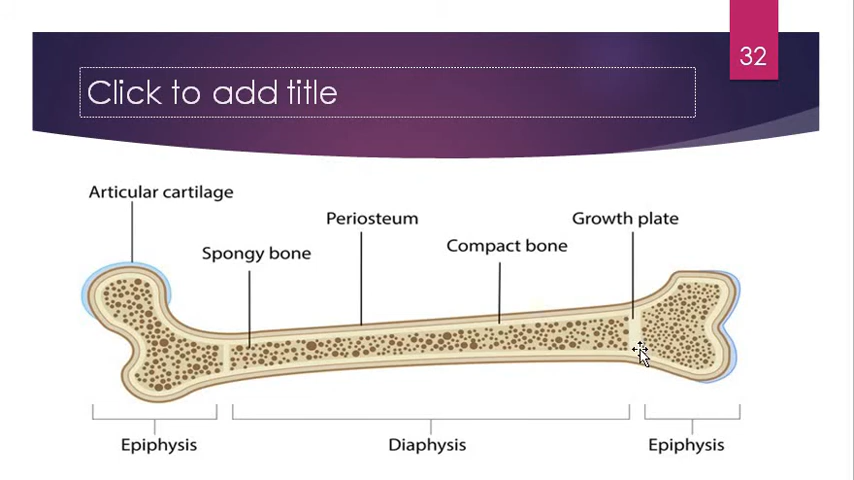 32
Click to add title
Articular cartilage
Periosteum
Growth plate
Spongy bone
Compact bone
Epiphysis
Diaphysis
Epiphysis